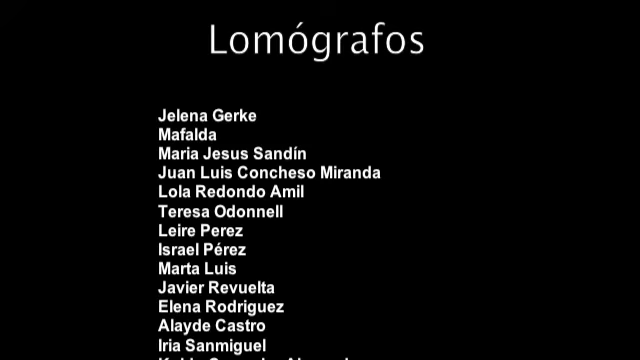 Lomógrafos
Jelena Gerke
Mafalda
Maria Jesus Sandín
Juan Luis Concheso Miranda
Lola Redondo Amil
Teresa Odonnell
Leire Perez
Israel Pérez
Marta Luis
Javier Revuelta
Elena Rodriguez
Alayde Castro
Iria Sanmiguel